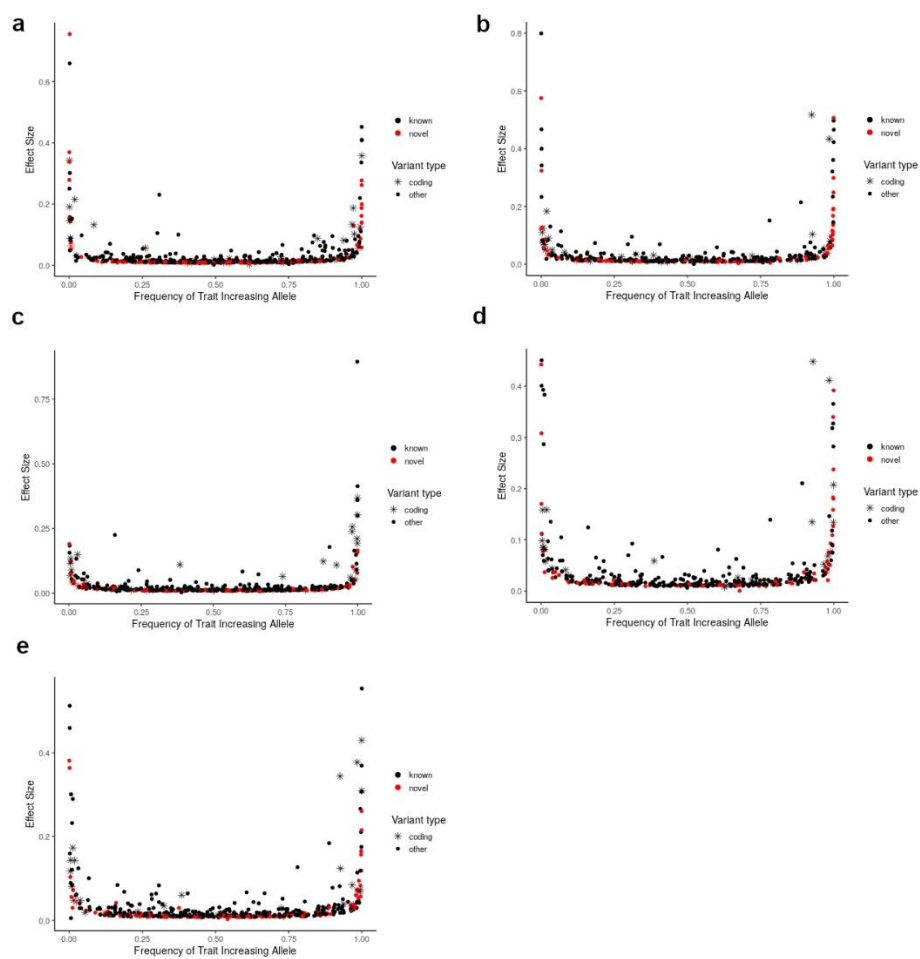 a
Effect Size
0.6
0.4
0.2
0.0
0.00
0.25
0.50
0.75
1.00
Frequency of Trait Increasing Allele
known
novel
Variant type
coding
other
b
Effect Size
0.8
0.6
0.4
0.2
0.0
0.00
0.25
0.50
0.75
1.00
Frequency of Trait Increasing Allele
known
novel
Variant type
coding
other
c
Effect Size
0.75
0.50
0.25
0.00
0.00
0.25
0.50
0.75
1.00
Frequency of Trait Increasing Allele
known
novel
Variant type
coding
other
d
Effect Size
0.4
0.3
0.2
0.1
0.0
0.00
0.25
0.50
0.75
1.00
Frequency of Trait Increasing Allele
known
novel
Variant type
coding
other
e
Effect Size
0.4
0.2
0.0
0.00
0.25
0.50
0.75
1.00
Frequency of Trait Increasing Allele
known
novel
Variant type
coding
other